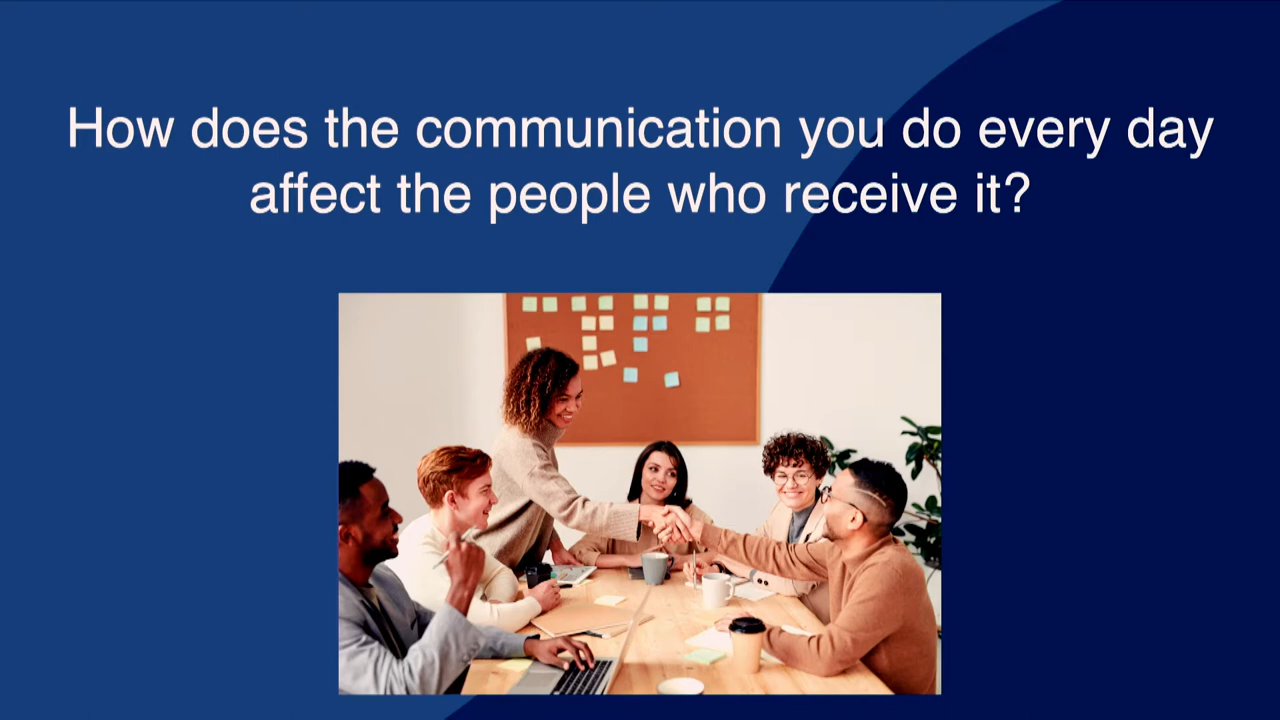 How does the communication you do every day
affect the people who receive it?